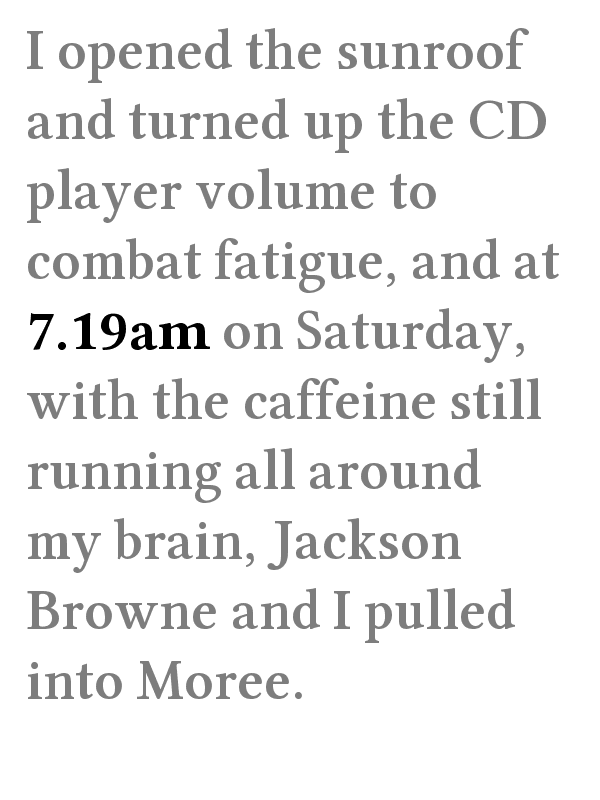 I opened the sunroof
and turned up the CD
player volume to
combat fatigue, and at
7.19am on Saturday,
with the caffeine still
running all around
my brain, Jackson
Browne and I pulled
into Moree.